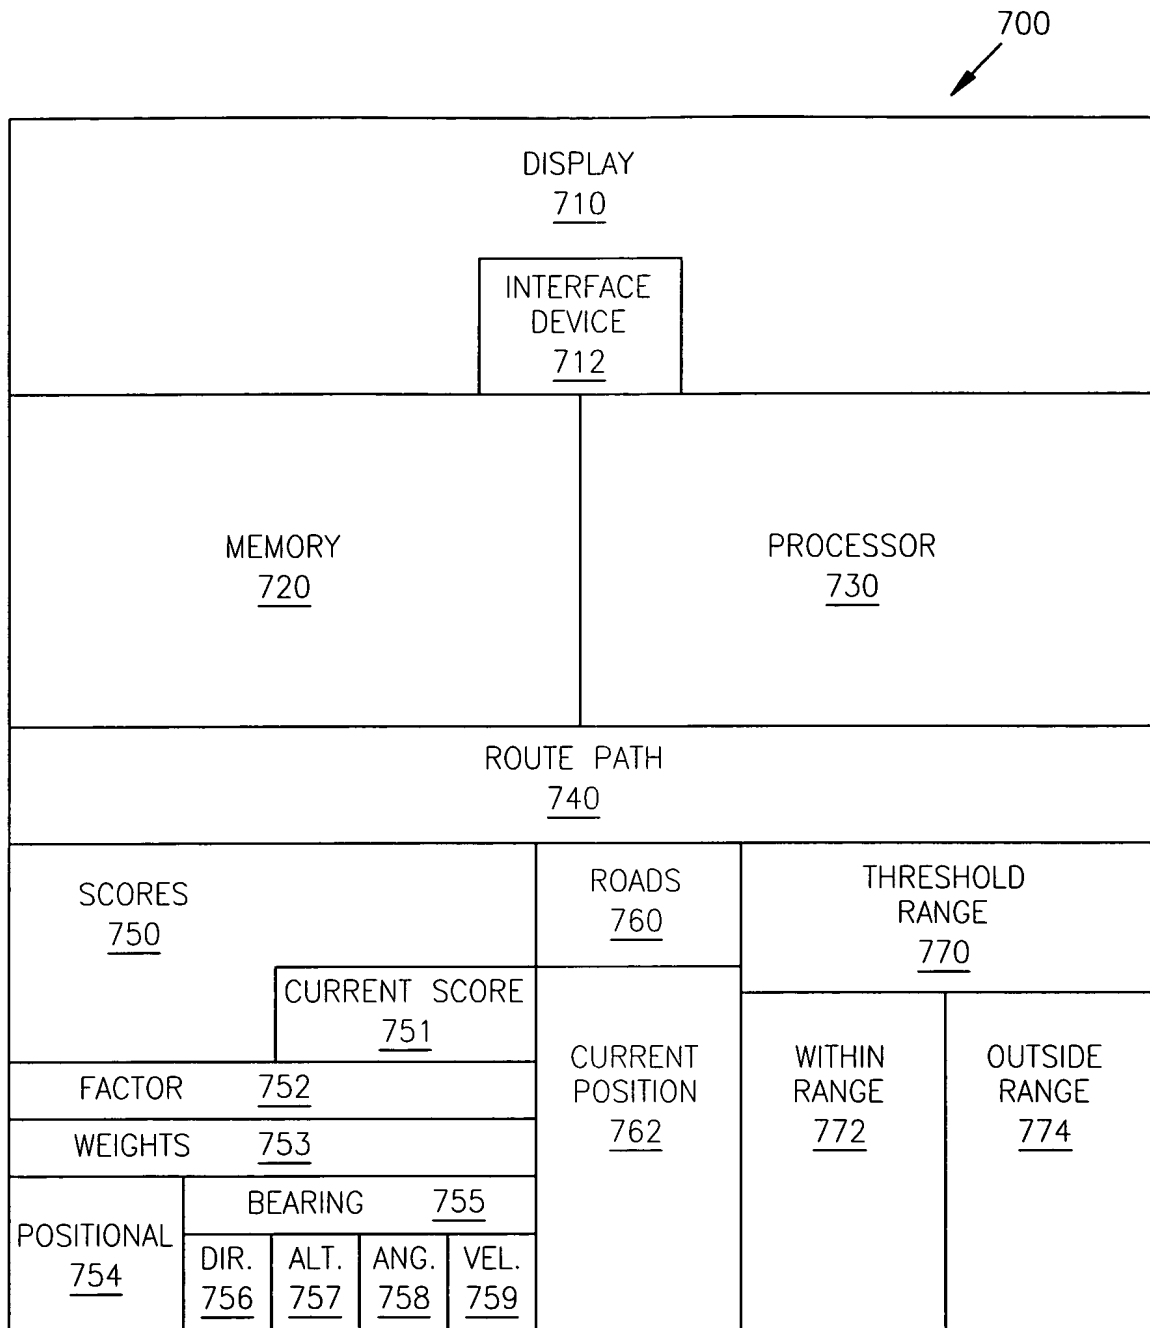 700
DISPLAY
710
INTERFACE
DEVICE
712
MEMORY
720
PROCESSOR
730
ROUTE PATH
740
SCORES
750
CURRENT SCORE
751
FACTOR 752
WEIGHTS 753
POSITIONAL
754
BEARING 755
DIR.
756
ALT.
757
ANG.
758
VEL.
759
ROADS
760
CURRENT
POSITION
762
THRESHOLD
RANGE
770
WITHIN
RANGE
772
OUTSIDE
RANGE
774